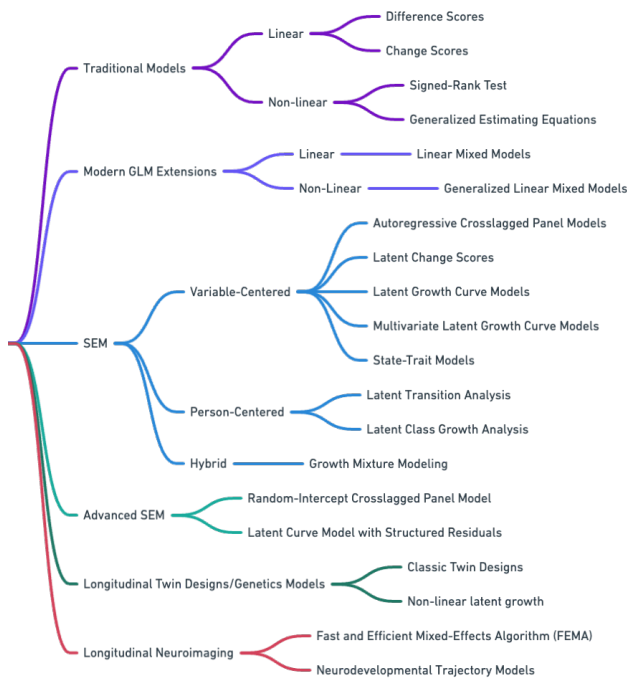 Traditional Models
Linear
Difference Scores
Change Scores
Non-linear
Signed-Rank Test
Generalized Estimating Equations
Modern GLM Extensions
Linear
Linear Mixed Models
Non-Linear
Generalized Linear Mixed Models
SEM
Variable-Centered
Autoregressive Crosslagged Panel Models
Latent Change Scores
Latent Growth Curve Models
Multivariate Latent Growth Curve Models
State-Trait Models
Person-Centered
Latent Transition Analysis
Latent Class Growth Analysis
Hybrid
Growth Mixture Modeling
Advanced SEM
Random-Intercept Crosslagged Panel Model
Latent Curve Model with Structured Residuals
Longitudinal Twin Designs/Genetics Models
Classic Twin Designs
Non-linear latent growth
Longitudinal Neuroimaging
Fast and Efficient Mixed-Effects Algorithm (FEMA)
Neurodevelopmental Trajectory Models